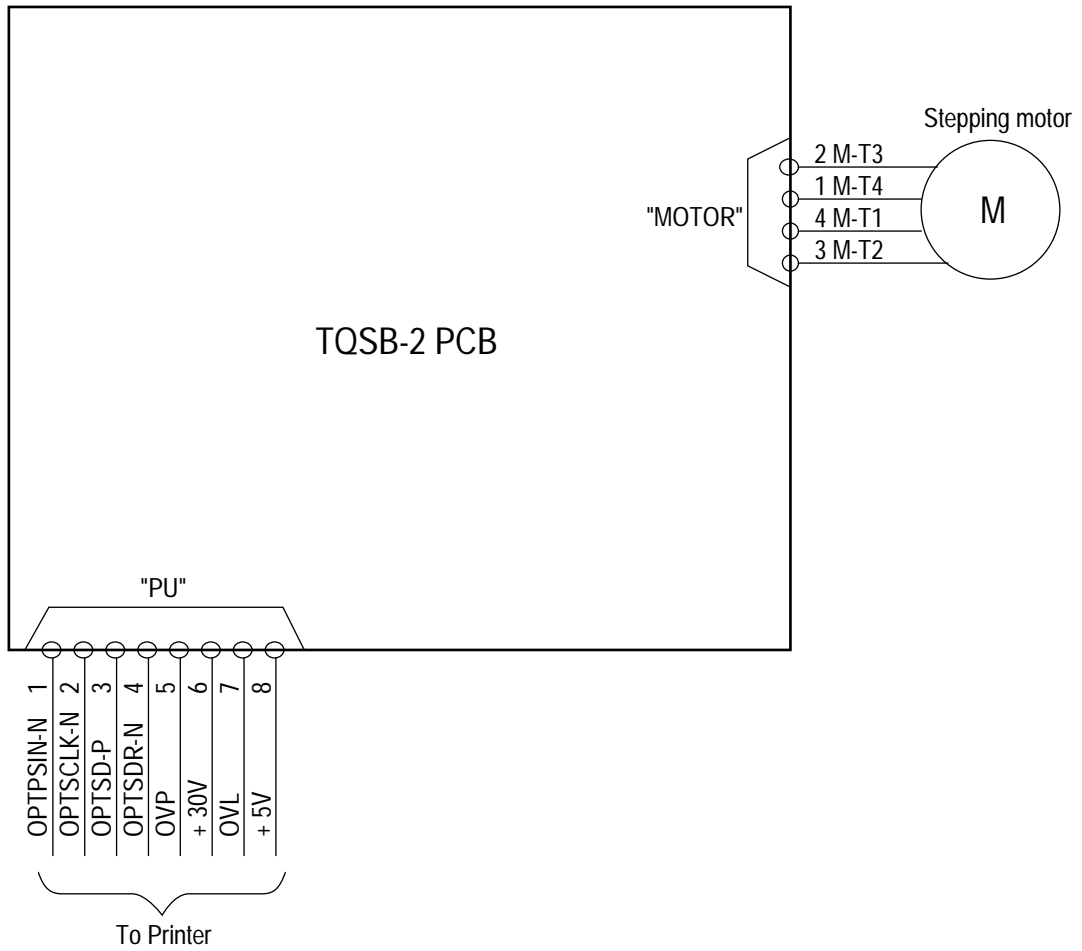 Stepping motor
2 M-T3
1 M-T4
"MOTOR"
4 M-T1
3 M-T2
M
TQSB-2 PCB
"PU"
OPTPSIN-N 1
OPTSCLK-N 2
OPTSD-P 3
OPTSDR-N 4
OVP 5
+ 30V 6
OVL 7
+ 5V 8
To Printer